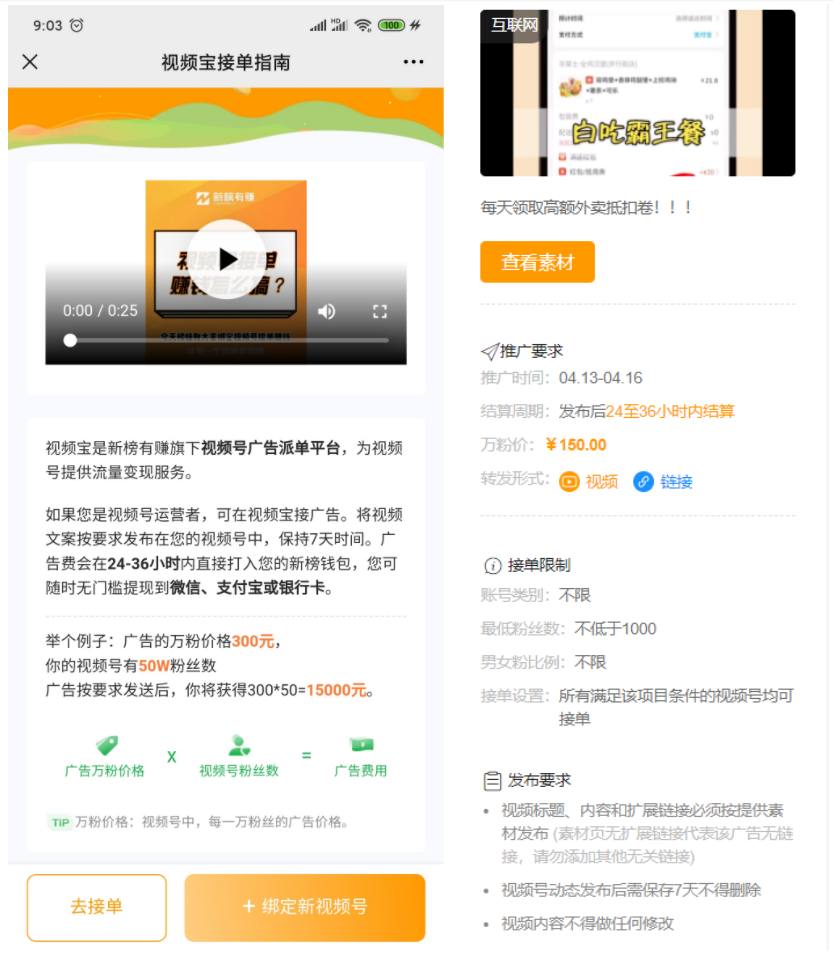 9:03
HD
100
视频宝接单指南
新榜有赚
0:00 / 0:25
视频宝是新榜有赚旗下视频号广告派单平台，为视频
号提供流量变现服务。
如果您是视频号运营者，可在视频宝接广告。将视频
文案按要求发布在您的视频号中，保持7天时间。广
告费会在24-36小时内直接打入您的新榜钱包，您可
随时无门槛提现到微信、支付宝或银行卡。
举个例子：广告的万粉价格300元，
你的视频号有50W粉丝数
广告按要求发送后，你将获得300*50=15000元。
广告万粉价格 X 视频号粉丝数 = 广告费用
TIP 万粉价格：视频号中，每一万粉丝的广告价格。
去接单
+ 绑定新视频号
互联网
支付方式
支付宝
¥21.8
白吃霸王餐
每天领取高额外卖抵扣卷！！！
查看素材
推广要求
推广时间：04.13-04.16
结算周期：发布后24至36小时内结算
万粉价：￥150.00
转发形式：视频 链接
接单限制
账号类别：不限
最低粉丝数：不低于1000
男女粉比例：不限
接单设置：所有满足该项目条件的视频号均可
接单
发布要求
• 视频标题、内容和扩展链接必须按提供素
材发布 (素材页无扩展链接代表该广告无链
接，请勿添加其他无关链接)
• 视频号动态发布后需保存7天不得删除
• 视频内容不得做任何修改